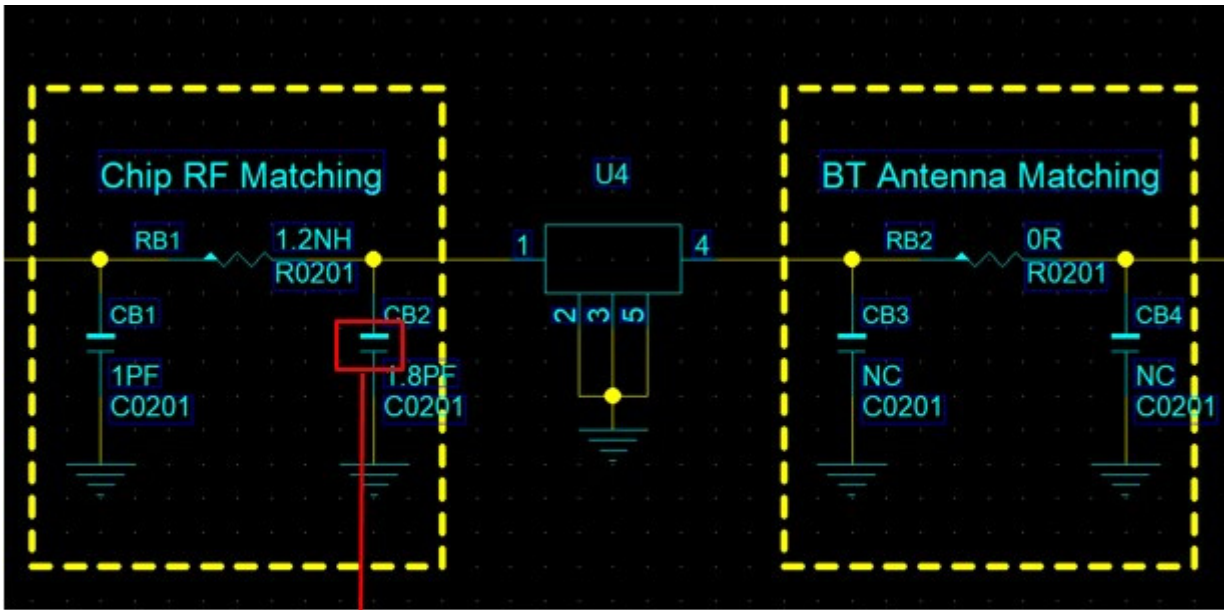 Chip RF Matching
RB1
1.2NH
R0201
CB1
1PF
C0201
CB2
1.8PF
C0201
U4
1
4
2
3
5
BT Antenna Matching
RB2
0R
R0201
CB3
NC
C0201
CB4
NC
C0201